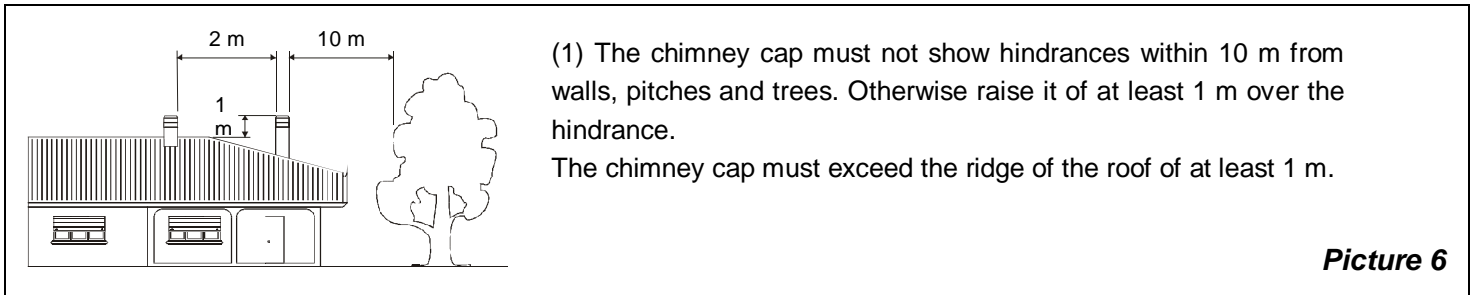 2 m 10 m
1
m
(1) The chimney cap must not show hindrances within 10 m from
walls, pitches and trees. Otherwise raise it of at least 1 m over the
hindrance.
The chimney cap must exceed the ridge of the roof of at least 1 m.
Picture 6